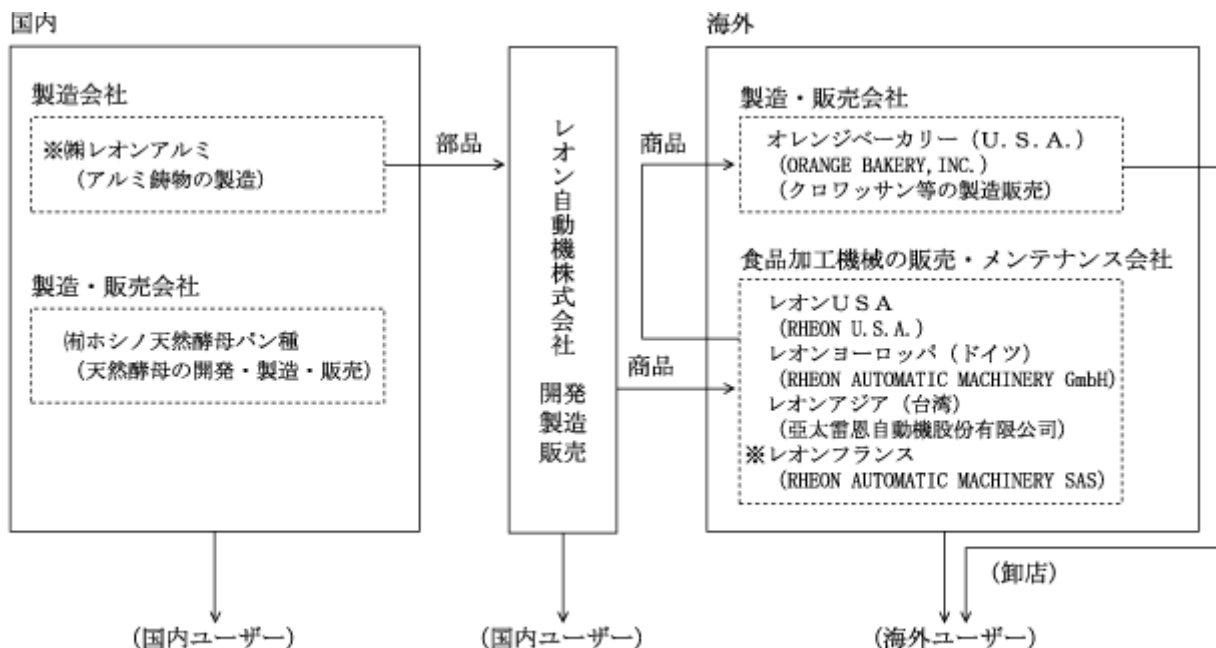 国内
製造会社
※㈱レオンアルミ
(アルミ鋳物の製造)
製造・販売会社
㈲ホシノ天然酵母パン種
(天然酵母の開発・製造・販売)
(国内ユーザー)
部品
レオン自動機株式会社
開発
製造
販売
(国内ユーザー)
商品
商品
海外
製造・販売会社
オレンジベーカリー(U.S.A.)
(ORANGE BAKERY,INC.)
(クロワッサン等の製造販売)
食品加工機械の販売・メンテナンス会社
レオンUSA
(RHEON U.S.A.)
レオンヨーロッパ(ドイツ)
(RHEON AUTOMATIC MACHINERY GmbH)
レオンアジア(台湾)
(亞太雷恩自動機股份有限公司)
※レオンフランス
(RHEON AUTOMATIC MACHINERY SAS)
(卸店)
(海外ユーザー)